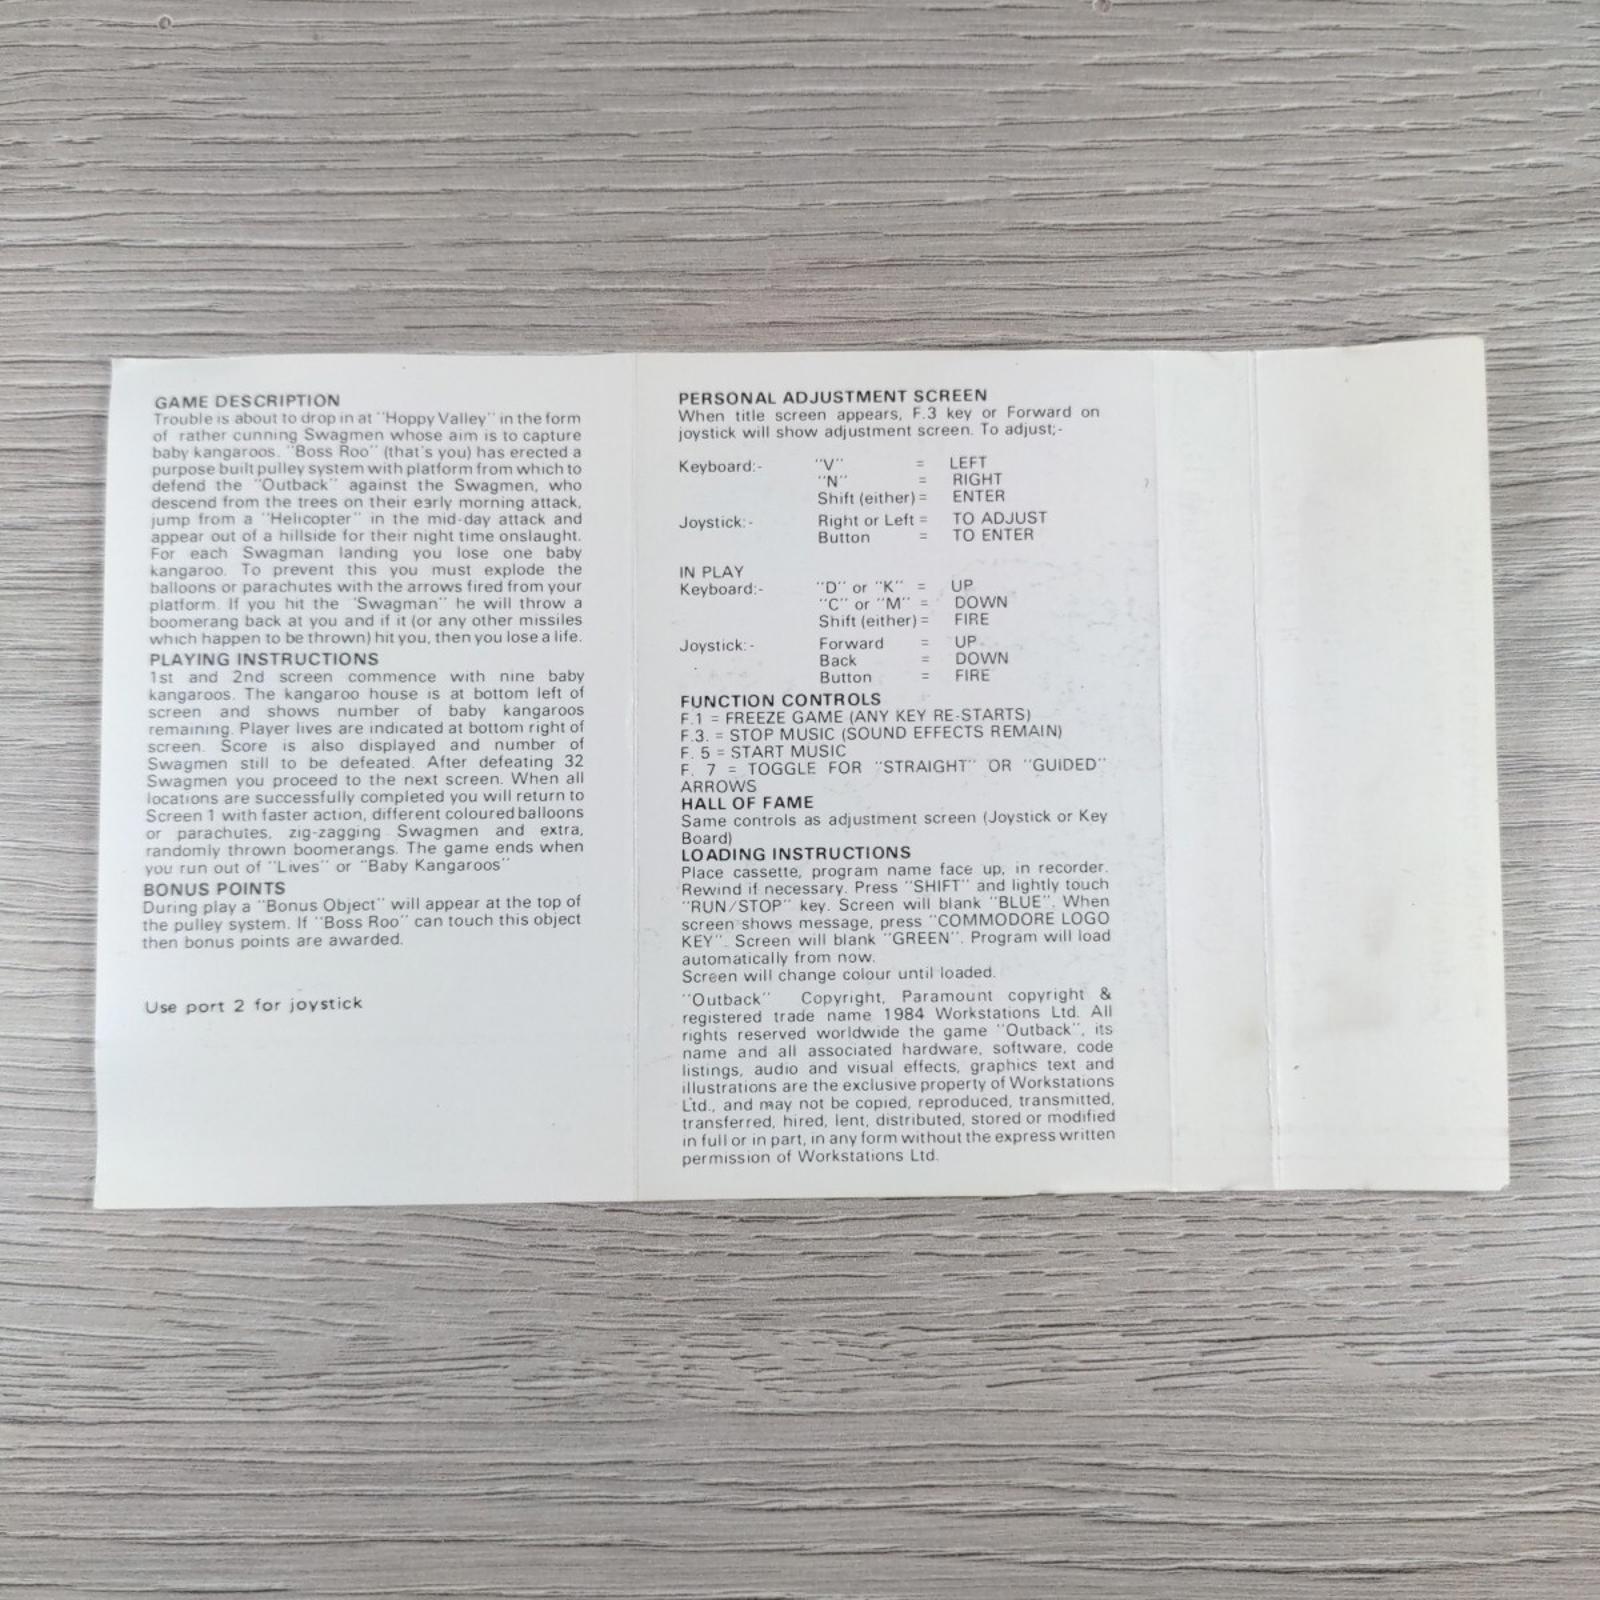 GAME DESCRIPTION
Trouble is about to drop in at "Hoppy Valley" in the form
of rather cunning Swagmen whose aim is to capture
baby kangaroos. "Boss Roo" (that's you) has erected a
purpose built pulley system with platform from which to
defend the "Outback" against the Swagmen, who
descend from the trees on their early morning attack,
jump from a "Helicopter" in the mid-day attack and
appear out of a hillside for their night time onslaught.
For each Swagman landing you lose one baby
kangaroo. To prevent this you must explode the
balloons or parachutes with the arrows fired from your
platform. If you hit the "Swagman" he will throw a
boomerang back at you and if it (or any other missiles
which happen to be thrown) hit you, then you lose a life.
PLAYING INSTRUCTIONS
1st and 2nd screen commence with nine baby
kangaroos. The kangaroo house is at bottom left of
screen and shows number of baby kangaroos
remaining. Player lives are indicated at bottom right of
screen. Score is also displayed and number of
Swagmen still to be defeated. After defeating 32
Swagmen you proceed to the next screen. When all
locations are successfully completed you will return to
Screen 1 with faster action, different coloured balloons
or parachutes, zig-zagging Swagmen and extra,
randomly thrown boomerangs. The game ends when
you run out of "Lives" or "Baby Kangaroos"
BONUS POINTS
During play a "Bonus Object" will appear at the top of
the pulley system. If "Boss Roo" can touch this object
then bonus points are awarded.
Use port 2 for joystick
PERSONAL ADJUSTMENT SCREEN
When title screen appears, F.3 key or Forward on
joystick will show adjustment screen. To adjust;-
Keyboard:- "V" = LEFT
"N" = RIGHT
Shift (either) = ENTER
Joystick:- Right or Left = TO ADJUST
Button = TO ENTER
IN PLAY
Keyboard:- "D" or "K" = UP
"C" or "M" = DOWN
Shift (either) = FIRE
Joystick:- Forward = UP
Back = DOWN
Button = FIRE
FUNCTION CONTROLS
F.1 = FREEZE GAME (ANY KEY RE-STARTS)
F.3. = STOP MUSIC (SOUND EFFECTS REMAIN)
F. 5 = START MUSIC
F. 7 = TOGGLE FOR "STRAIGHT" OR "GUIDED"
ARROWS
HALL OF FAME
Same controls as adjustment screen (Joystick or Key
Board)
LOADING INSTRUCTIONS
Place cassette, program name face up, in recorder.
Rewind if necessary. Press "SHIFT" and lightly touch
"RUN/STOP" key. Screen will blank "BLUE". When
screen shows message, press "COMMODORE LOGO
KEY". Screen will blank "GREEN". Program will load
automatically from now.
Screen will change colour until loaded.
"Outback" Copyright, Paramount copyright &
registered trade name 1984 Workstations Ltd. All
rights reserved worldwide the game "Outback", its
name and all associated hardware, software, code
listings, audio and visual effects, graphics text and
illustrations are the exclusive property of Workstations
Ltd., and may not be copied, reproduced, transmitted,
transferred, hired, lent, distributed, stored or modified
in full or in part, in any form without the express written
permission of Workstations Ltd.